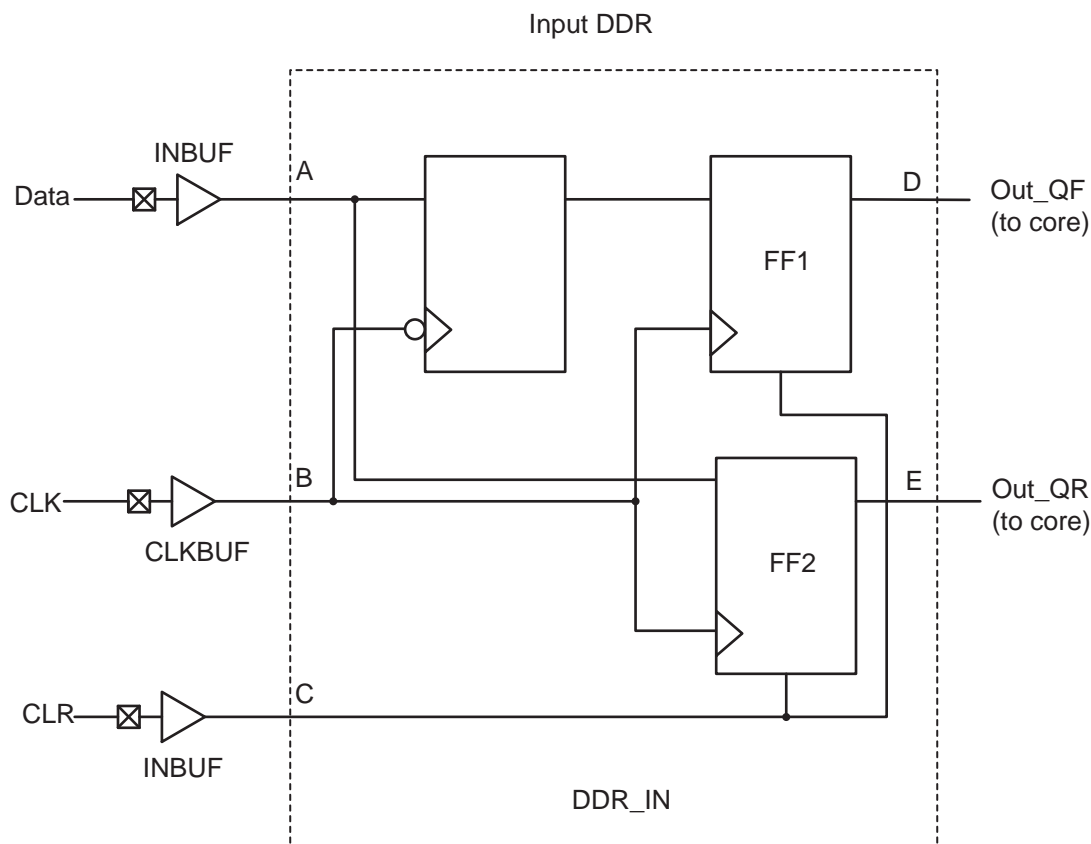 Input DDR
INBUF
A
Data
D
Out_QF
(to core)
FF1
B
CLK
CLKBUF
E
Out_QR
(to core)
FF2
C
CLR
INBUF
DDR_IN